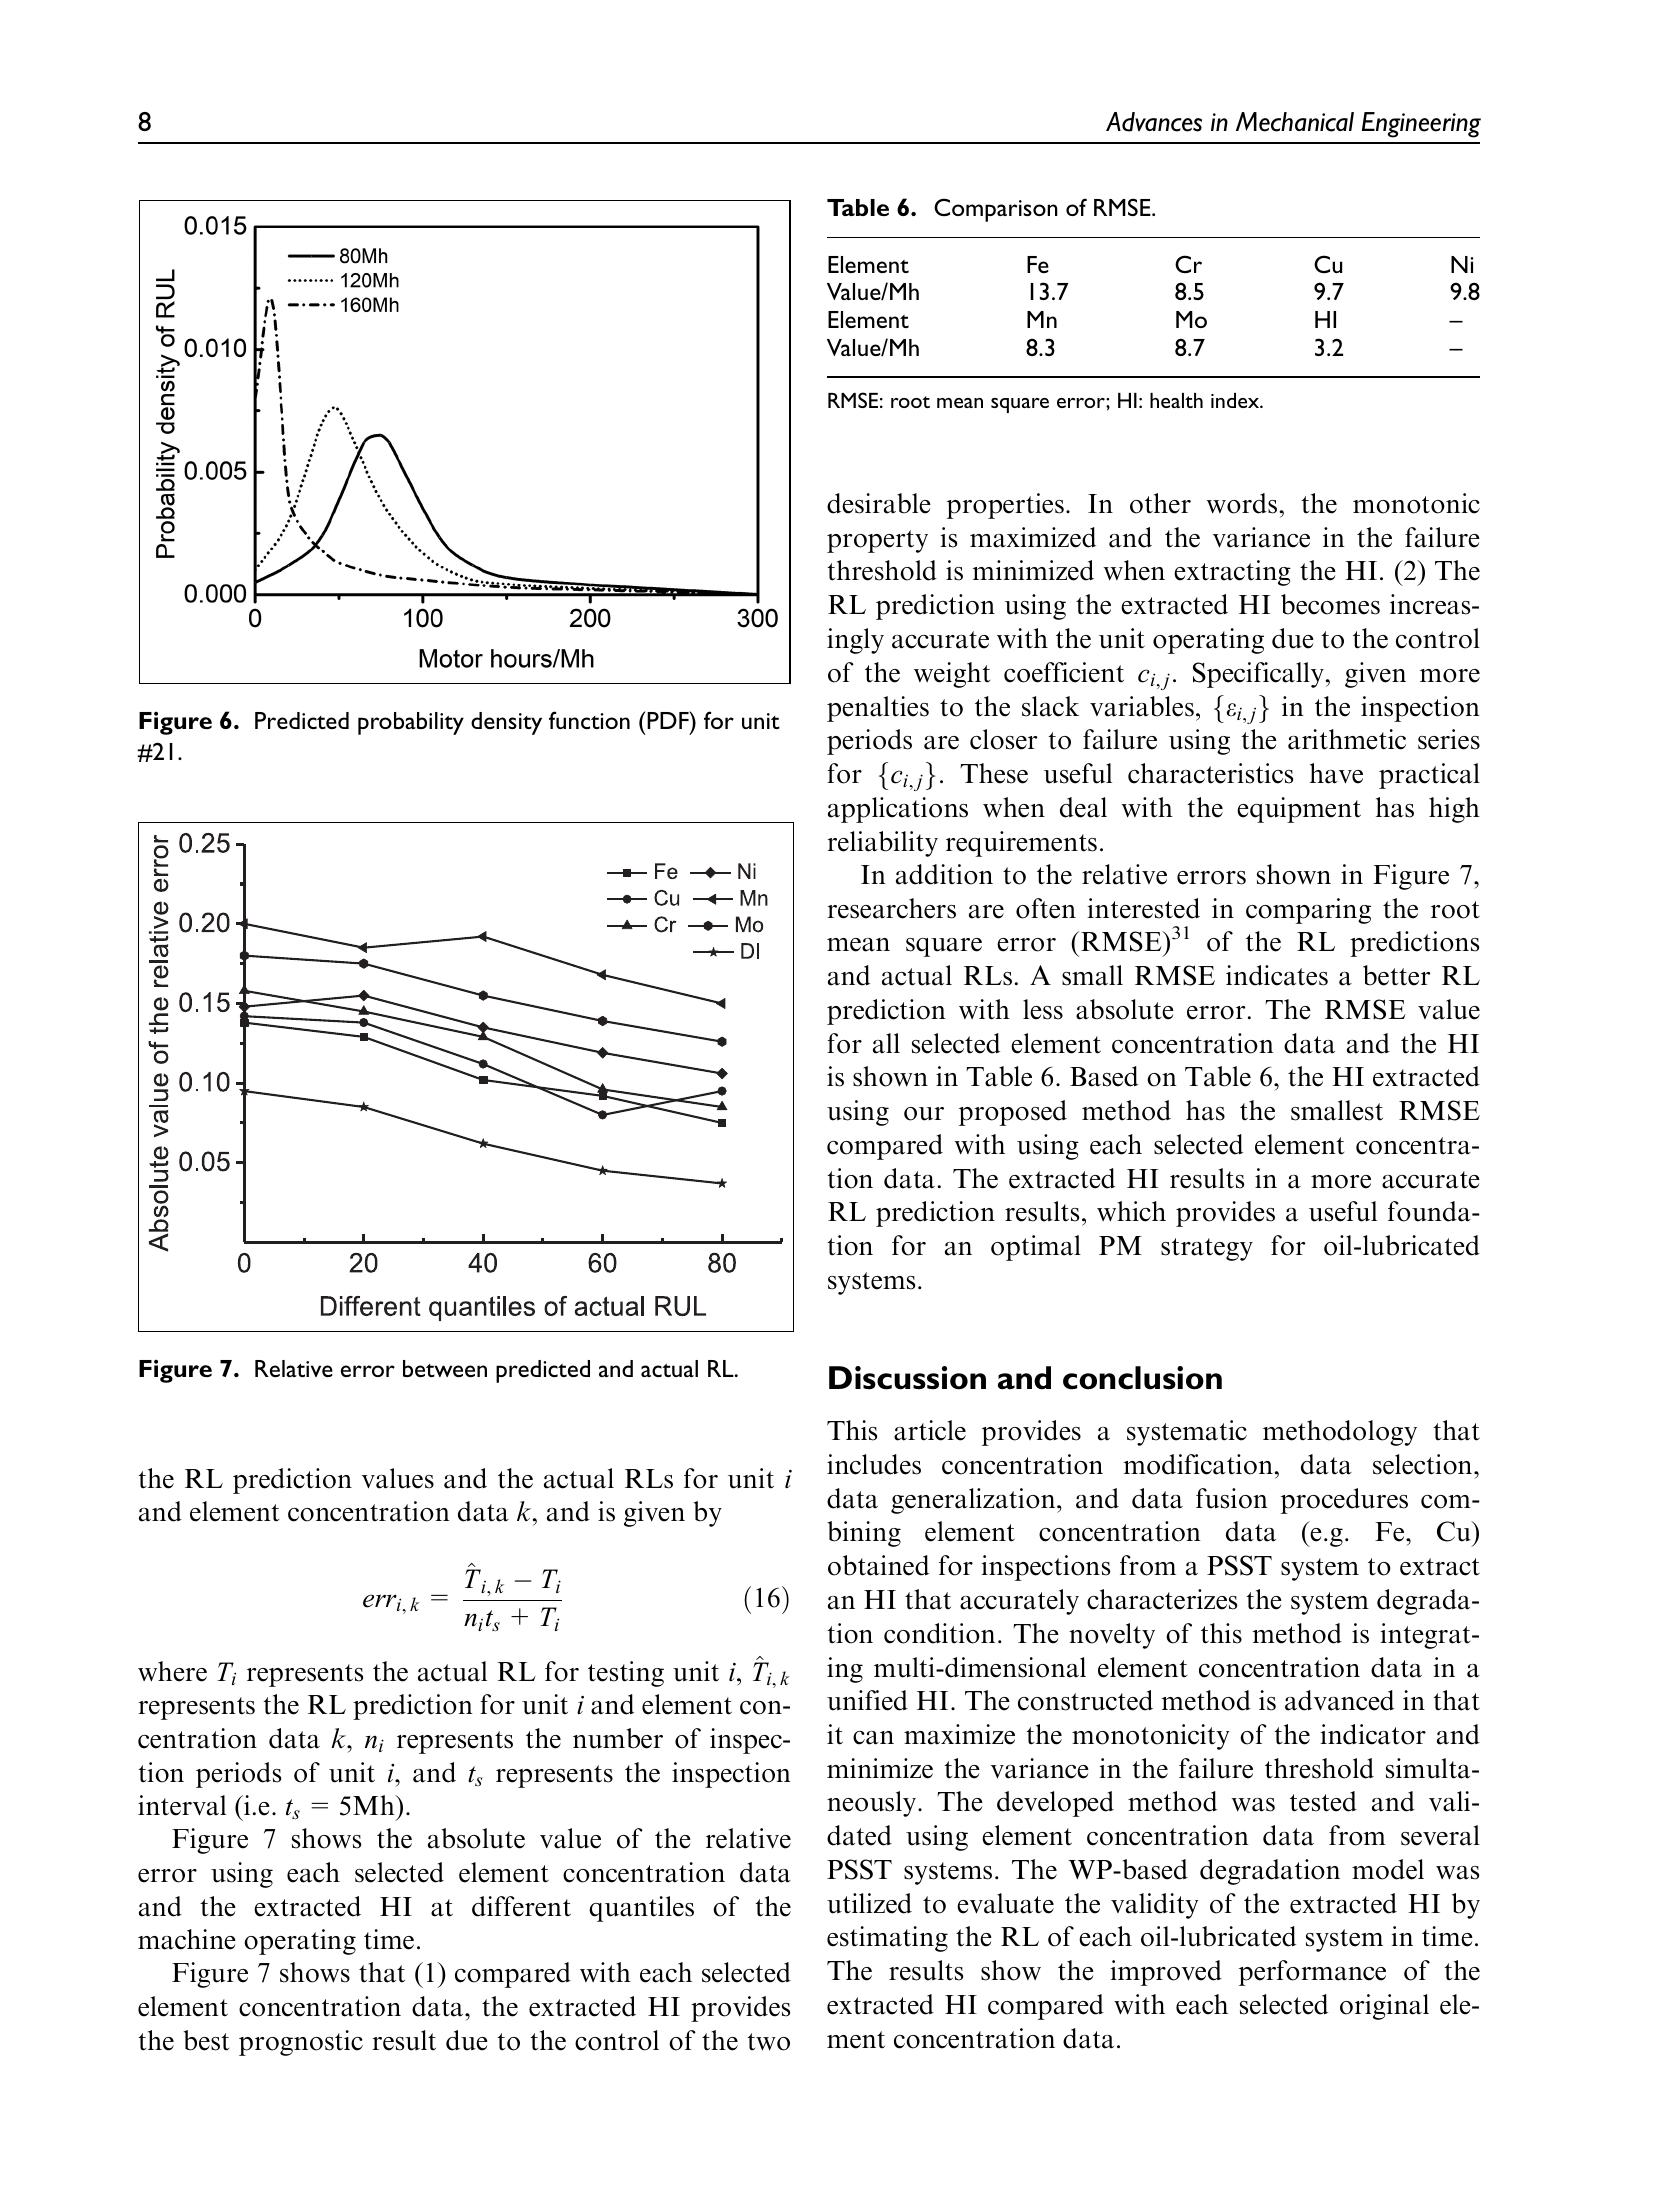 8
Advances in Mechanical Engineering
0.015
0.010
0.005
0.000
Probability density of RUL
80Mh
120Mh
160Mh
0 100 200 300
Motor hours/Mh
Figure 6. Predicted probability density function (PDF) for unit
#21.
0.25
0.20
0.15
0.10
0.05
Absolute value of the relative error
Fe Ni
Cu Mn
Cr Mo
DI
0 20 40 60 80
Different quantiles of actual RUL
Figure 7. Relative error between predicted and actual RL.
the RL prediction values and the actual RLs for unit i
and element concentration data k, and is given by
err_{i,k} = \frac{\hat{T}_{i,k} − T_i}{n_i t_s + T_i} (16)
where T_i represents the actual RL for testing unit i, \hat{T}_{i,k}
represents the RL prediction for unit i and element con-
centration data k, n_i represents the number of inspec-
tion periods of unit i, and t_s represents the inspection
interval (i.e. t_s = 5Mh).
Figure 7 shows the absolute value of the relative
error using each selected element concentration data
and the extracted HI at different quantiles of the
machine operating time.
Figure 7 shows that (1) compared with each selected
element concentration data, the extracted HI provides
the best prognostic result due to the control of the two
Table 6. Comparison of RMSE.
Element Fe Cr Cu Ni
Value/Mh 13.7 8.5 9.7 9.8
Element Mn Mo HI –
Value/Mh 8.3 8.7 3.2 –
RMSE: root mean square error; HI: health index.
desirable properties. In other words, the monotonic
property is maximized and the variance in the failure
threshold is minimized when extracting the HI. (2) The
RL prediction using the extracted HI becomes increas-
ingly accurate with the unit operating due to the control
of the weight coefficient c_{i,j}. Specifically, given more
penalties to the slack variables, {ε_{i,j}} in the inspection
periods are closer to failure using the arithmetic series
for {c_{i,j}}. These useful characteristics have practical
applications when deal with the equipment has high
reliability requirements.
In addition to the relative errors shown in Figure 7,
researchers are often interested in comparing the root
mean square error (RMSE)³¹ of the RL predictions
and actual RLs. A small RMSE indicates a better RL
prediction with less absolute error. The RMSE value
for all selected element concentration data and the HI
is shown in Table 6. Based on Table 6, the HI extracted
using our proposed method has the smallest RMSE
compared with using each selected element concentra-
tion data. The extracted HI results in a more accurate
RL prediction results, which provides a useful founda-
tion for an optimal PM strategy for oil-lubricated
systems.
Discussion and conclusion
This article provides a systematic methodology that
includes concentration modification, data selection,
data generalization, and data fusion procedures com-
bining element concentration data (e.g. Fe, Cu)
obtained for inspections from a PSST system to extract
an HI that accurately characterizes the system degrada-
tion condition. The novelty of this method is integrat-
ing multi-dimensional element concentration data in a
unified HI. The constructed method is advanced in that
it can maximize the monotonicity of the indicator and
minimize the variance in the failure threshold simulta-
neously. The developed method was tested and vali-
dated using element concentration data from several
PSST systems. The WP-based degradation model was
utilized to evaluate the validity of the extracted HI by
estimating the RL of each oil-lubricated system in time.
The results show the improved performance of the
extracted HI compared with each selected original ele-
ment concentration data.